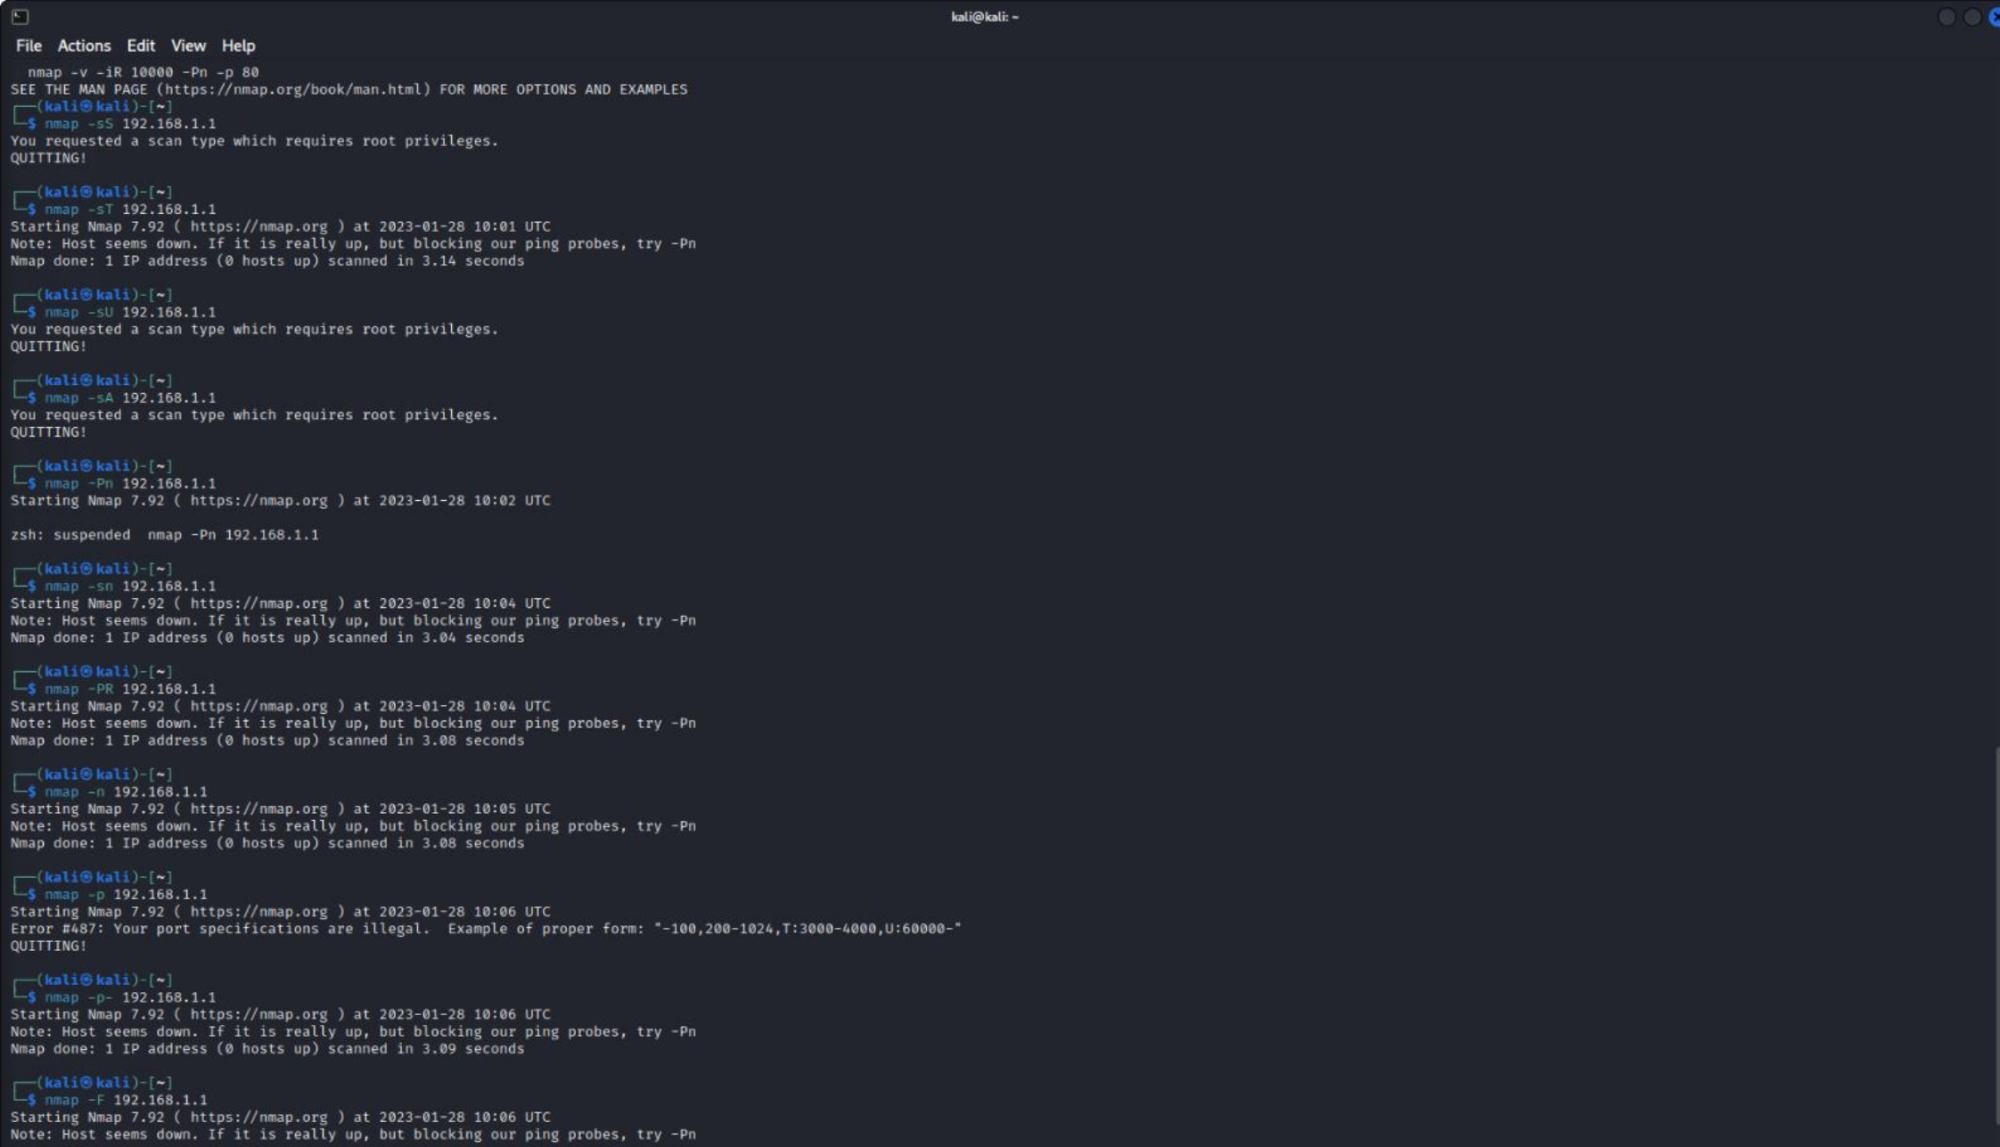 kali@kali: ~
File Actions Edit View Help
nmap -v -iR 10000 -Pn -p 80
SEE THE MAN PAGE (https://nmap.org/book/man.html) FOR MORE OPTIONS AND EXAMPLES
┌──(kali㉿kali)-[~]
└─$ nmap -sS 192.168.1.1
You requested a scan type which requires root privileges.
QUITTING!
┌──(kali㉿kali)-[~]
└─$ nmap -sT 192.168.1.1
Starting Nmap 7.92 ( https://nmap.org ) at 2023-01-28 10:01 UTC
Note: Host seems down. If it is really up, but blocking our ping probes, try -Pn
Nmap done: 1 IP address (0 hosts up) scanned in 3.14 seconds
┌──(kali㉿kali)-[~]
└─$ nmap -sU 192.168.1.1
You requested a scan type which requires root privileges.
QUITTING!
┌──(kali㉿kali)-[~]
└─$ nmap -sA 192.168.1.1
You requested a scan type which requires root privileges.
QUITTING!
┌──(kali㉿kali)-[~]
└─$ nmap -Pn 192.168.1.1
Starting Nmap 7.92 ( https://nmap.org ) at 2023-01-28 10:02 UTC
zsh: suspended  nmap -Pn 192.168.1.1
┌──(kali㉿kali)-[~]
└─$ nmap -sn 192.168.1.1
Starting Nmap 7.92 ( https://nmap.org ) at 2023-01-28 10:04 UTC
Note: Host seems down. If it is really up, but blocking our ping probes, try -Pn
Nmap done: 1 IP address (0 hosts up) scanned in 3.04 seconds
┌──(kali㉿kali)-[~]
└─$ nmap -PR 192.168.1.1
Starting Nmap 7.92 ( https://nmap.org ) at 2023-01-28 10:04 UTC
Note: Host seems down. If it is really up, but blocking our ping probes, try -Pn
Nmap done: 1 IP address (0 hosts up) scanned in 3.08 seconds
┌──(kali㉿kali)-[~]
└─$ nmap -n 192.168.1.1
Starting Nmap 7.92 ( https://nmap.org ) at 2023-01-28 10:05 UTC
Note: Host seems down. If it is really up, but blocking our ping probes, try -Pn
Nmap done: 1 IP address (0 hosts up) scanned in 3.08 seconds
┌──(kali㉿kali)-[~]
└─$ nmap -p 192.168.1.1
Starting Nmap 7.92 ( https://nmap.org ) at 2023-01-28 10:06 UTC
Error #487: Your port specifications are illegal.  Example of proper form: "-100,200-1024,T:3000-4000,U:60000-"
QUITTING!
┌──(kali㉿kali)-[~]
└─$ nmap -p- 192.168.1.1
Starting Nmap 7.92 ( https://nmap.org ) at 2023-01-28 10:06 UTC
Note: Host seems down. If it is really up, but blocking our ping probes, try -Pn
Nmap done: 1 IP address (0 hosts up) scanned in 3.09 seconds
┌──(kali㉿kali)-[~]
└─$ nmap -F 192.168.1.1
Starting Nmap 7.92 ( https://nmap.org ) at 2023-01-28 10:06 UTC
Note: Host seems down. If it is really up, but blocking our ping probes, try -Pn